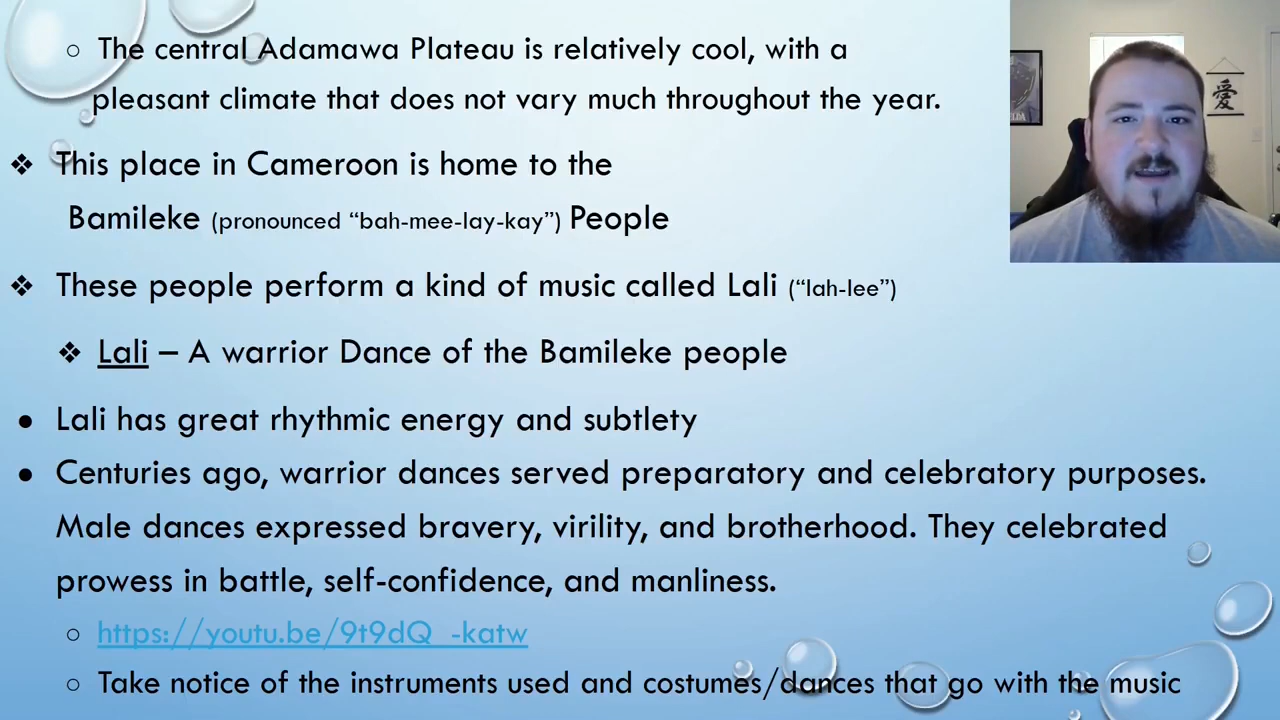 The central Adamawa Plateau is relatively cool, with a
pleasant climate that does not vary much throughout the year.
This place in Cameroon is home to the
Bamileke (pronounced “bah-mee-lay-kay”) People
These people perform a kind of music called Lali (“lah-lee”)
Lali – A warrior Dance of the Bamileke people
Lali has great rhythmic energy and subtlety
Centuries ago, warrior dances served preparatory and celebratory purposes.
Male dances expressed bravery, virility, and brotherhood. They celebrated
prowess in battle, self-confidence, and manliness.
https://youtu.be/9t9dQ_-katw
Take notice of the instruments used and costumes/dances that go with the music
愛